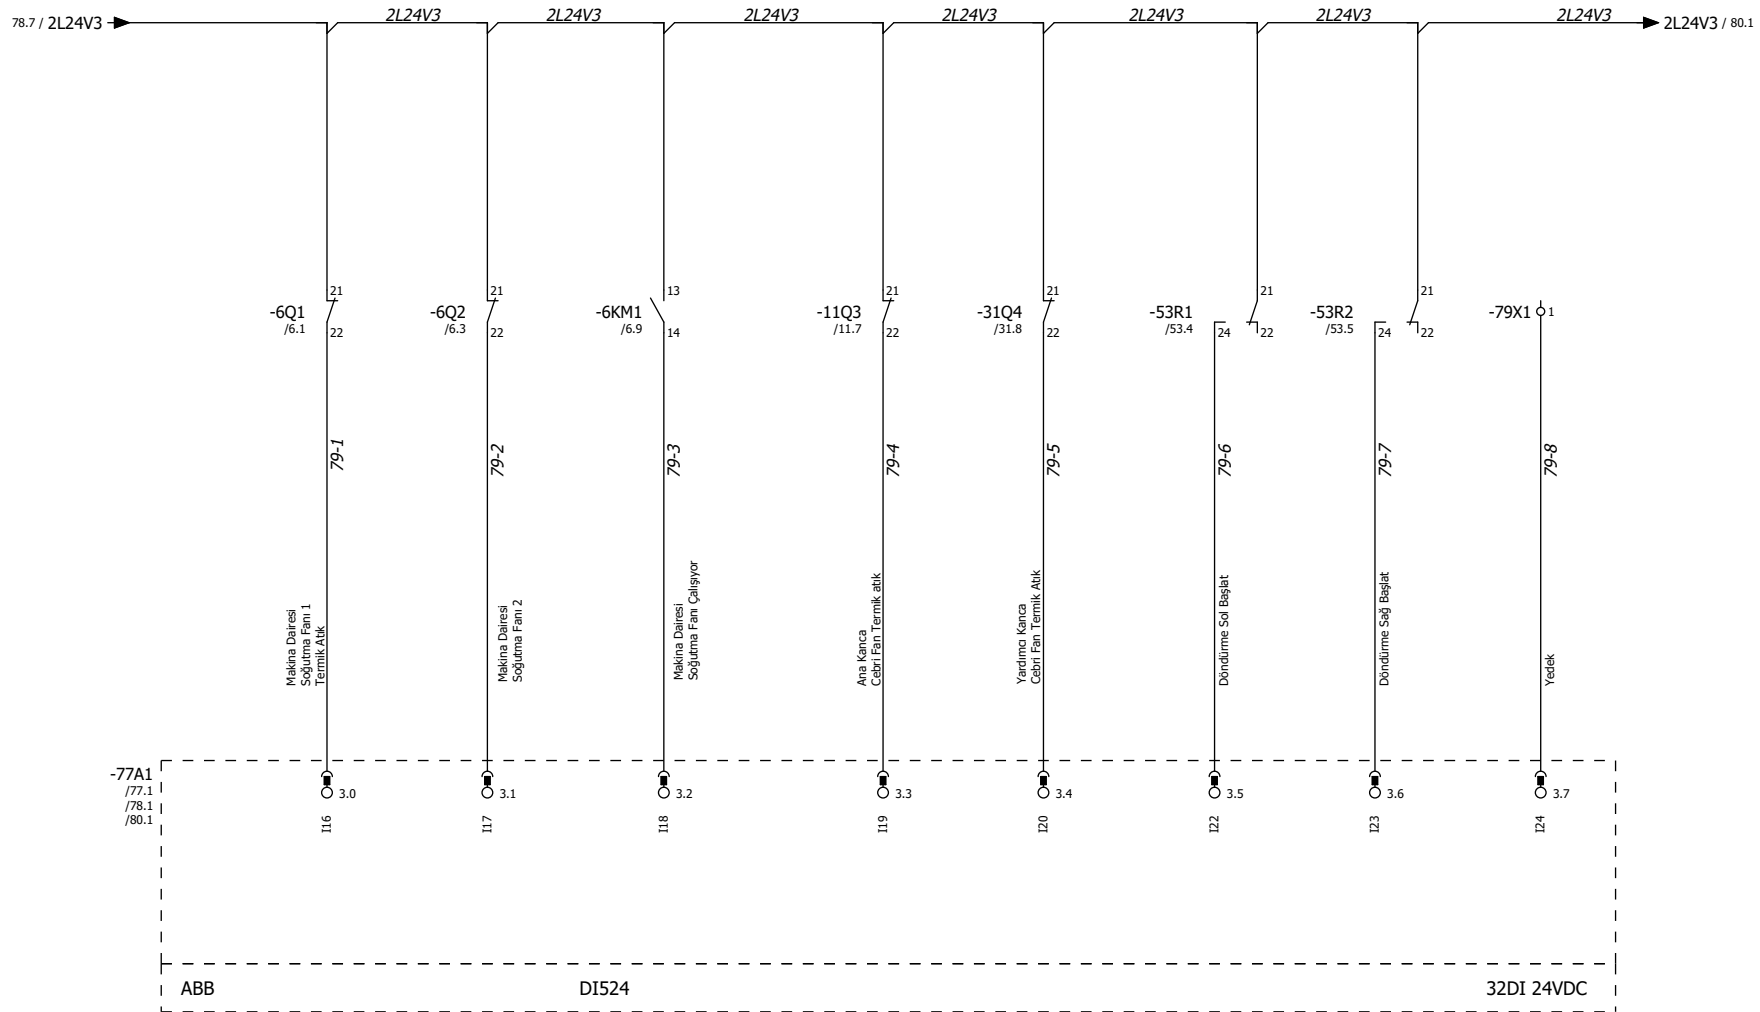 78.7 / 2L24V3
2L24V3
2L24V3
2L24V3
2L24V3
2L24V3
2L24V3
2L24V3
2L24V3 / 80.1
-6Q1
/6.1
21
22
-6Q2
/6.3
21
22
-6KM1
/6.9
13
14
-11Q3
/11.7
21
22
-31Q4
/31.8
21
22
-53R1
/53.4
21
24
22
-53R2
/53.5
21
24
22
-79X1
1
79-1
79-2
79-3
79-4
79-5
79-6
79-7
79-8
Makina Dairesi
Soğutma Fanı 1
Termik Atık
Makina Dairesi
Soğutma Fanı 2
Makina Dairesi
Soğutma Fanı Çalışıyor
Ana Kanca
Cebri Fan Termik atık
Yardımcı Kanca
Cebri Fan Termik Atık
Döndürme Sol Başlat
Döndürme Sağ Başlat
Yedek
-77A1
/77.1
/78.1
/80.1
3.0
3.1
3.2
3.3
3.4
3.5
3.6
3.7
I16
I17
I18
I19
I20
I22
I23
I24
ABB
DI524
32DI 24VDC